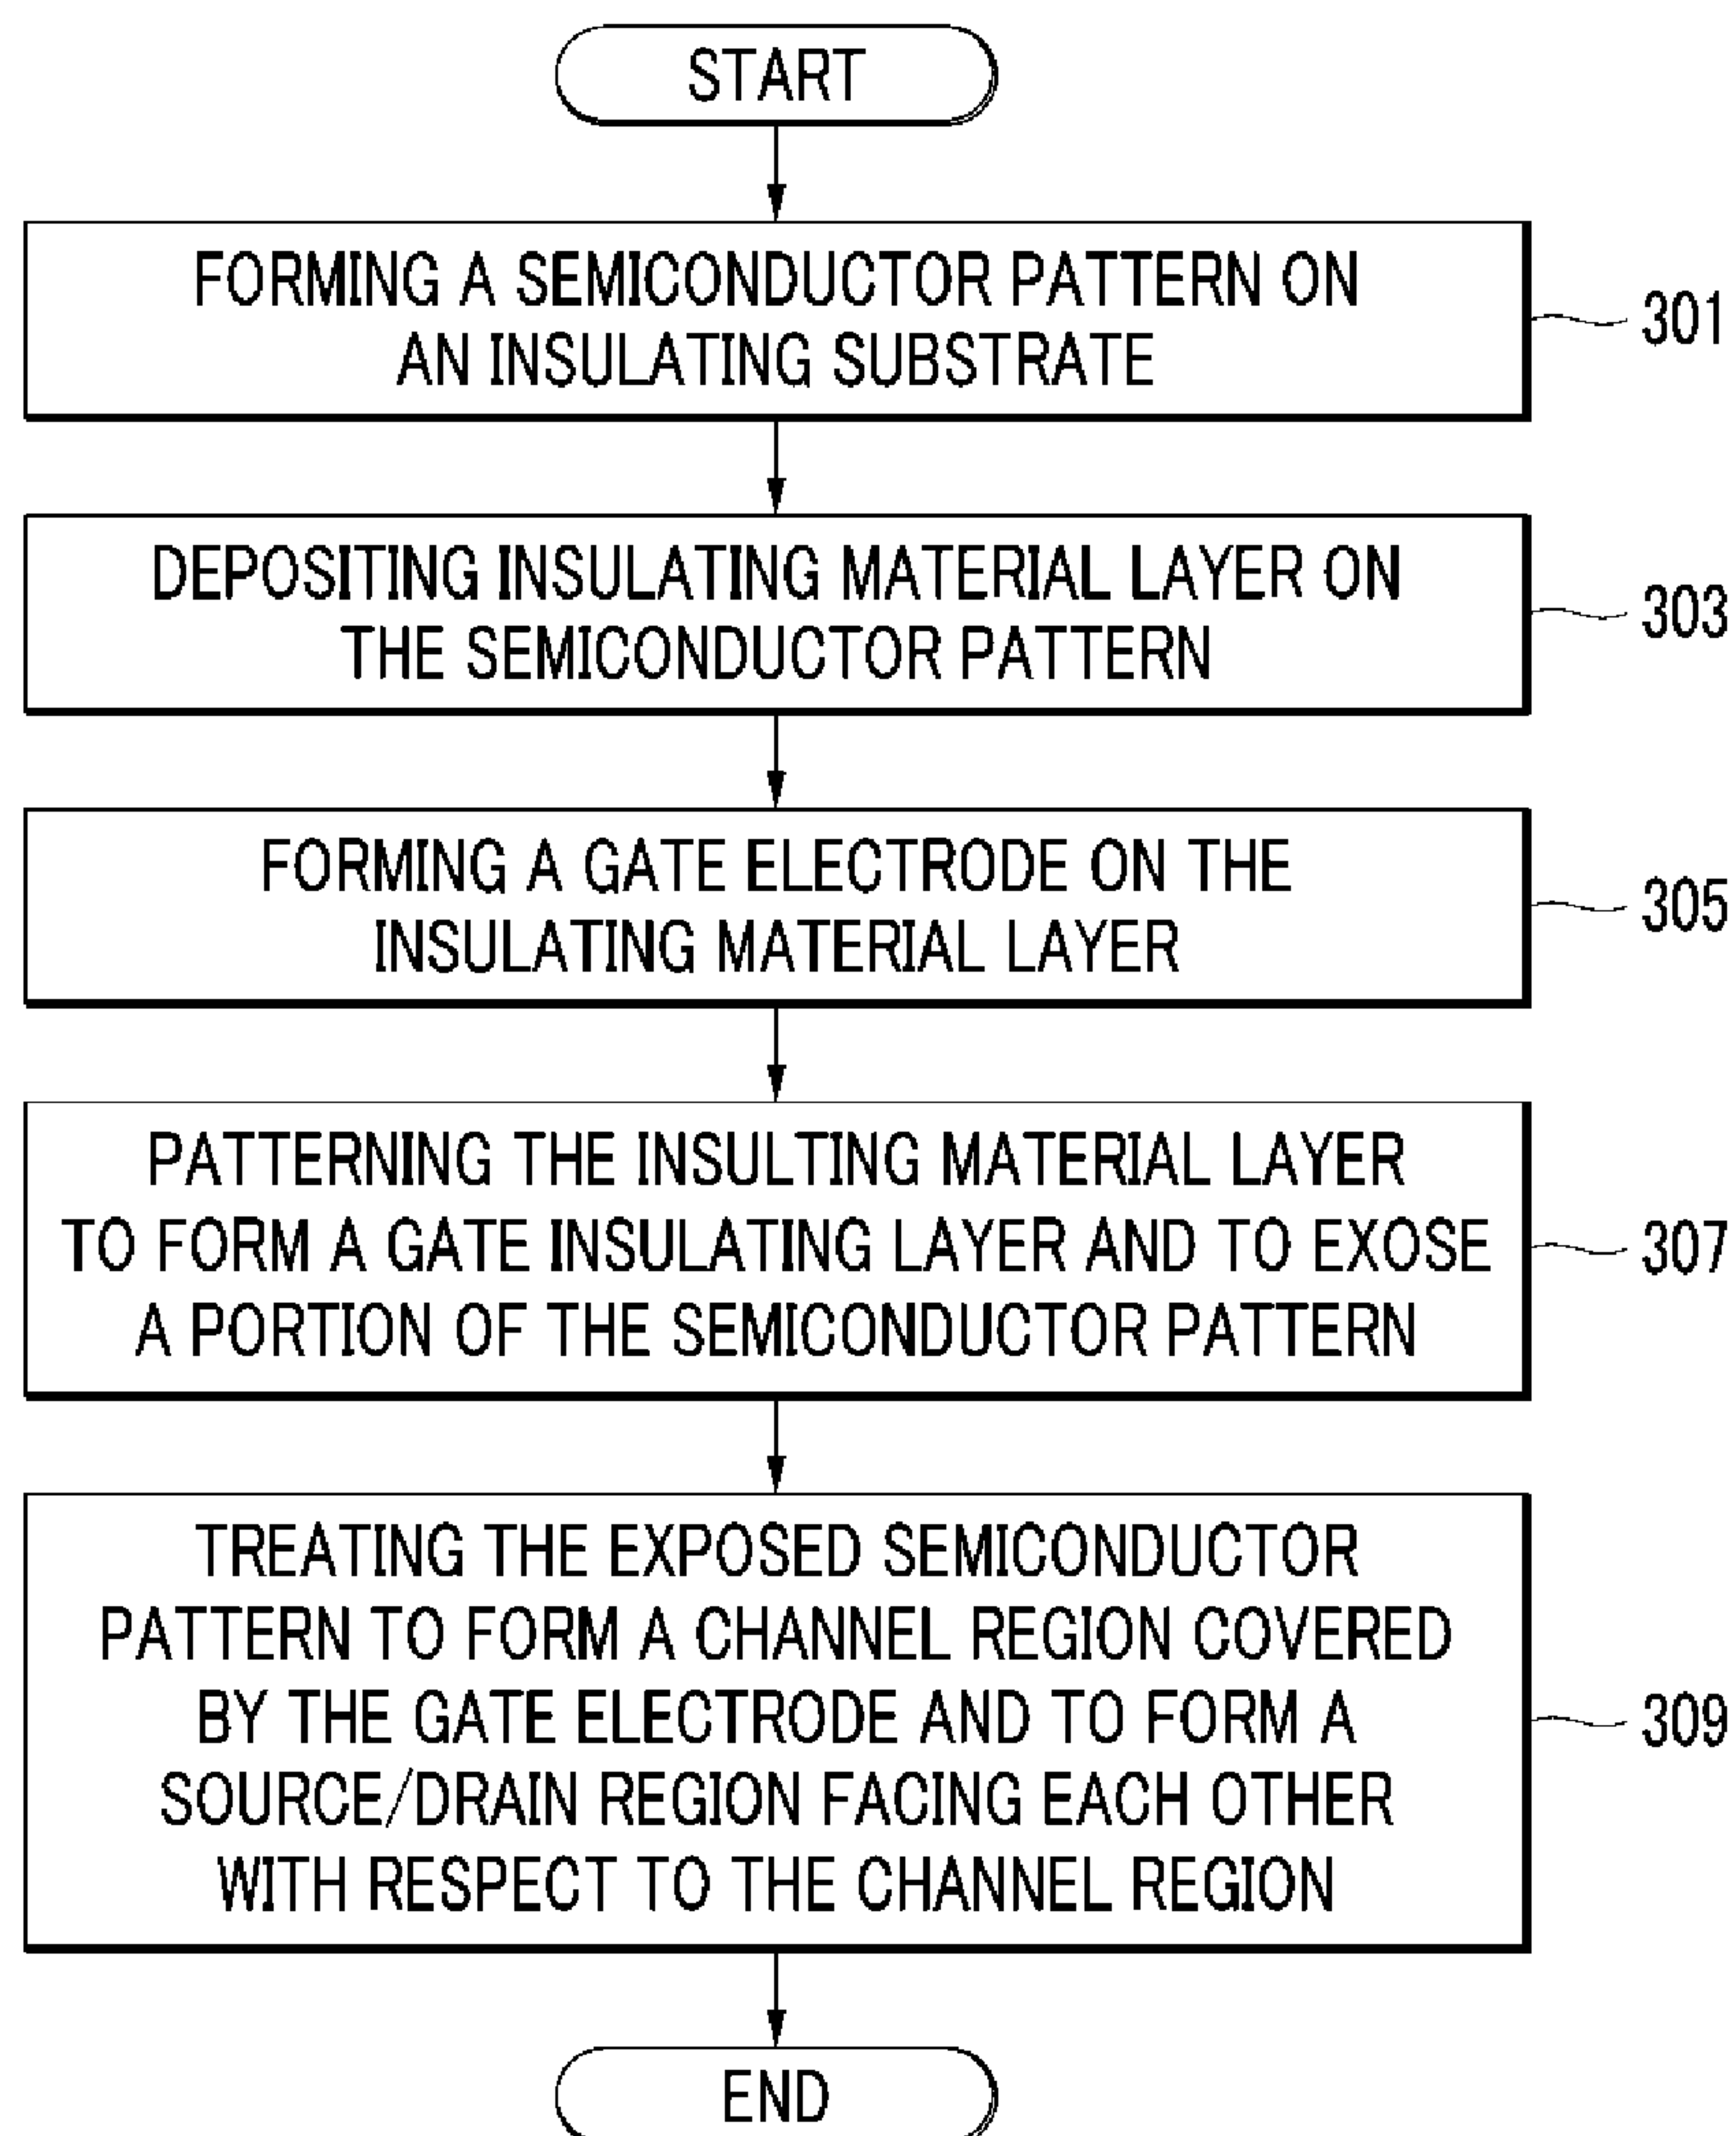 START
FORMING A SEMICONDUCTOR PATTERN ON
AN INSULATING SUBSTRATE
301
DEPOSITING INSULATING MATERIAL LAYER ON
THE SEMICONDUCTOR PATTERN
303
FORMING A GATE ELECTRODE ON THE
INSULATING MATERIAL LAYER
305
PATTERNING THE INSULTING MATERIAL LAYER
TO FORM A GATE INSULATING LAYER AND TO EXOSE
A PORTION OF THE SEMICONDUCTOR PATTERN
307
TREATING THE EXPOSED SEMICONDUCTOR
PATTERN TO FORM A CHANNEL REGION COVERED
BY THE GATE ELECTRODE AND TO FORM A
SOURCE/DRAIN REGION FACING EACH OTHER
WITH RESPECT TO THE CHANNEL REGION
309
END